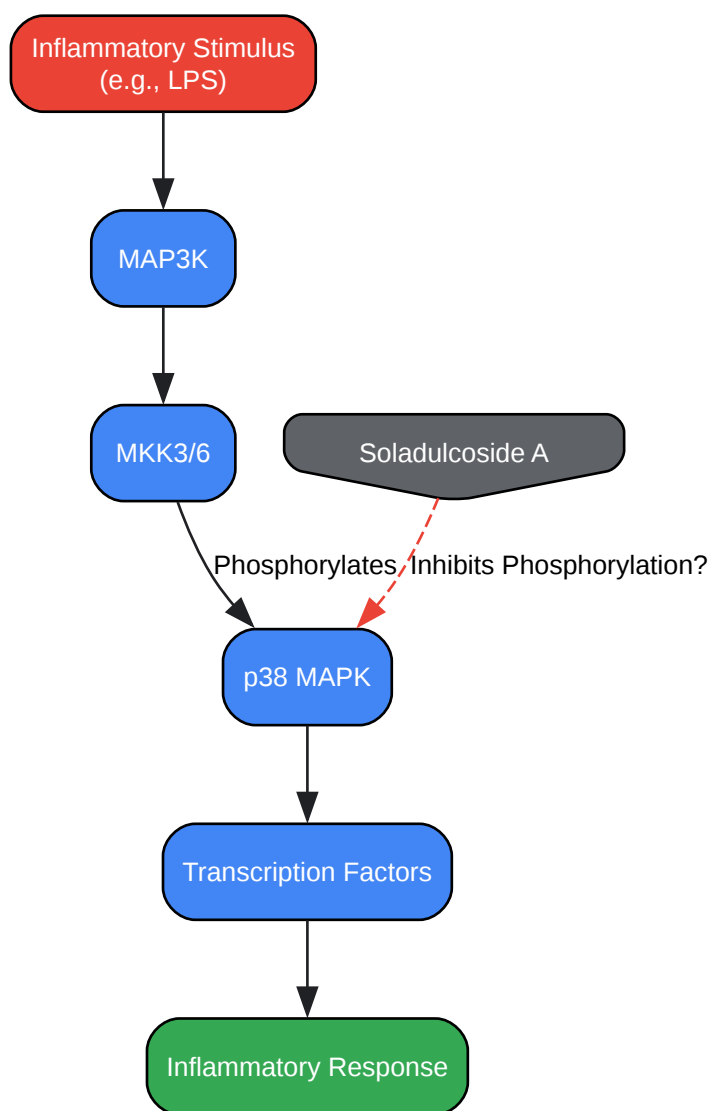 Inflammatory Stimulus
(e.g., LPS)
MAP3K
MKK3/6
Soladulcoside A
Phosphorylates
Inhibits Phosphorylation?
p38 MAPK
Transcription Factors
Inflammatory Response